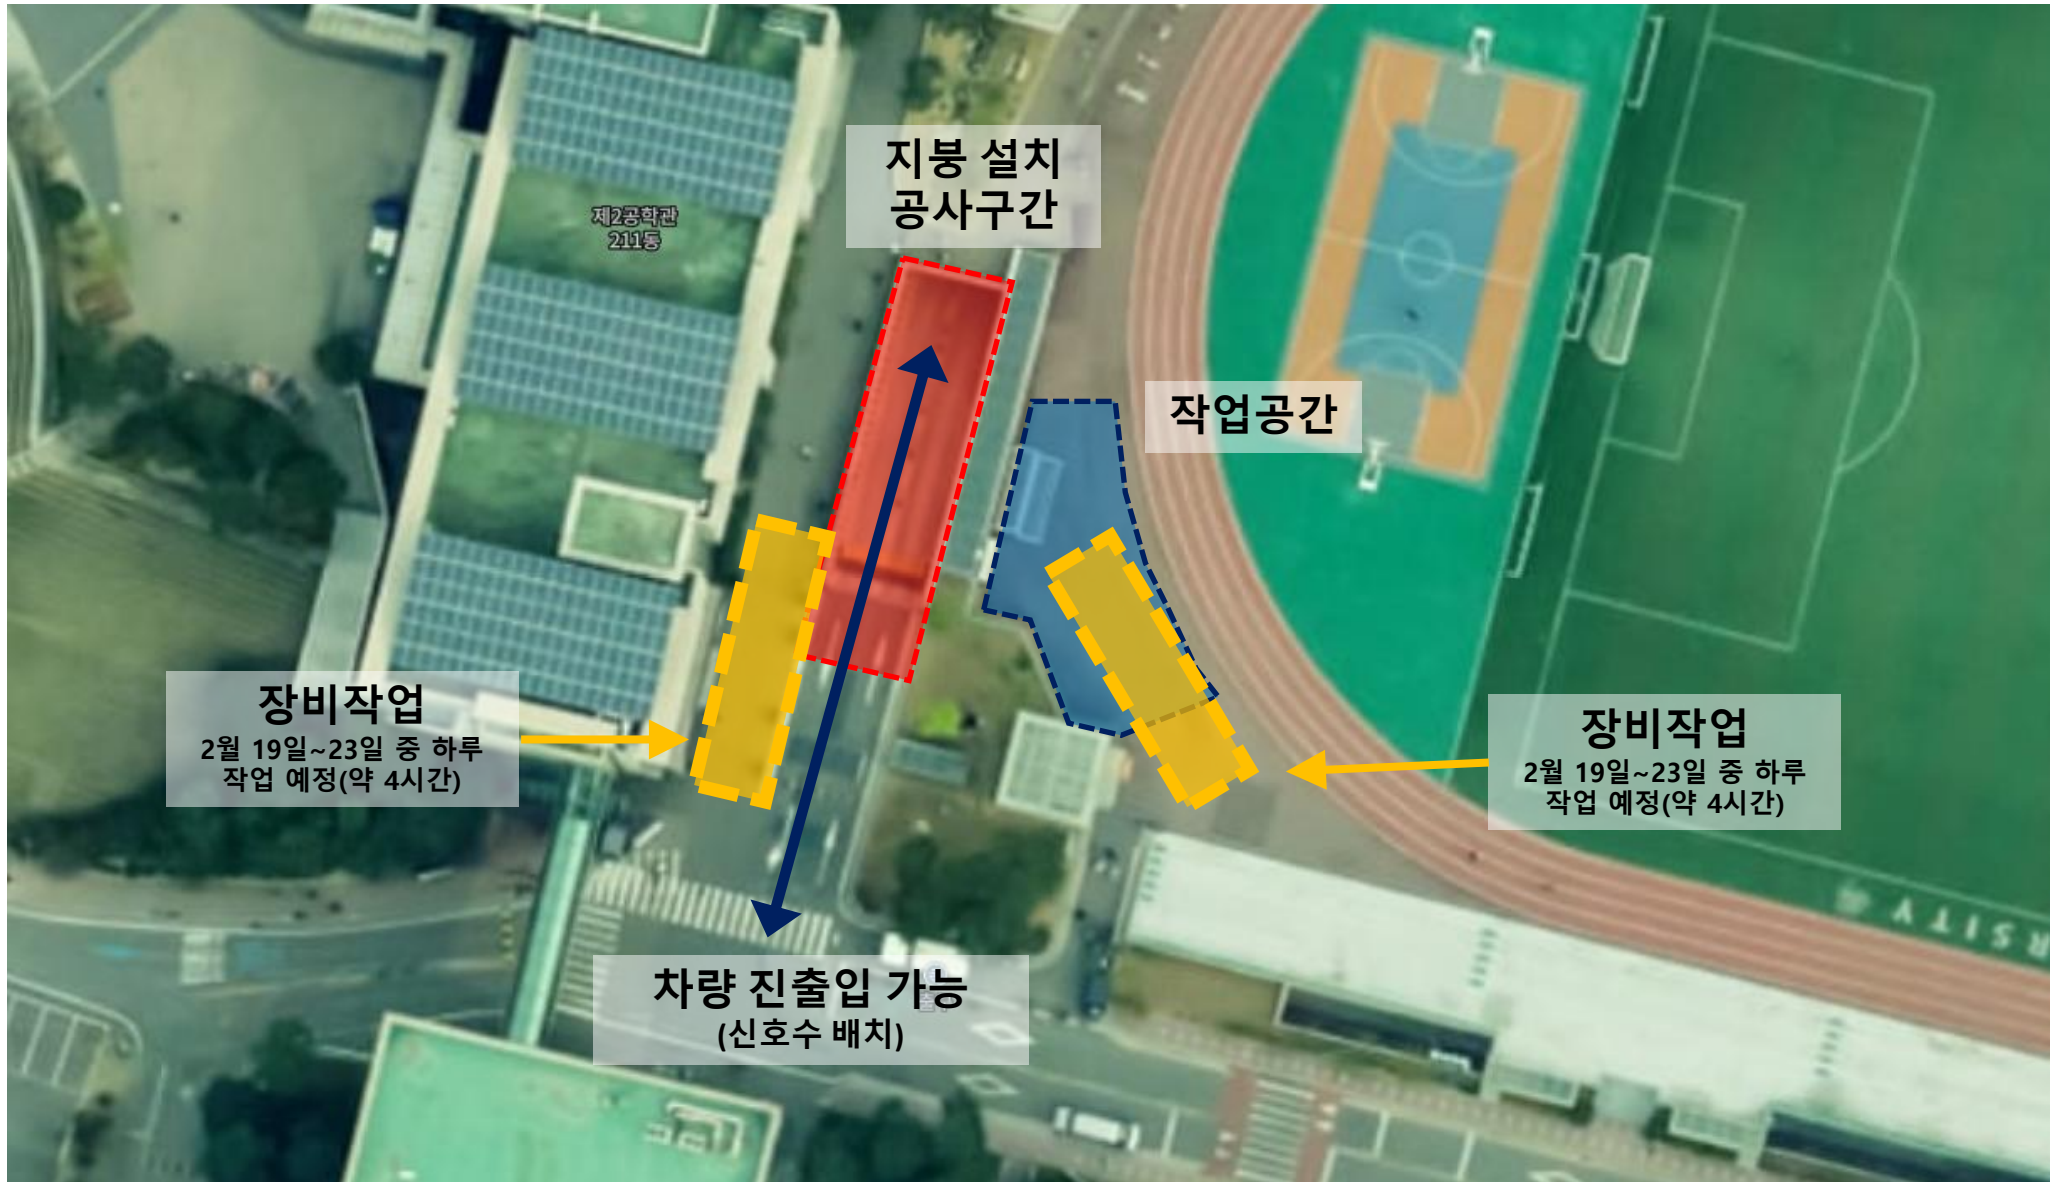 지붕 설치
공사구간
제2공학관
211동
작업공간
장비작업
2월 19일~23일 중 하루
작업 예정(약 4시간)
장비작업
2월 19일~23일 중 하루
작업 예정(약 4시간)
차량 진출입 가능
(신호수 배치)
RSITY